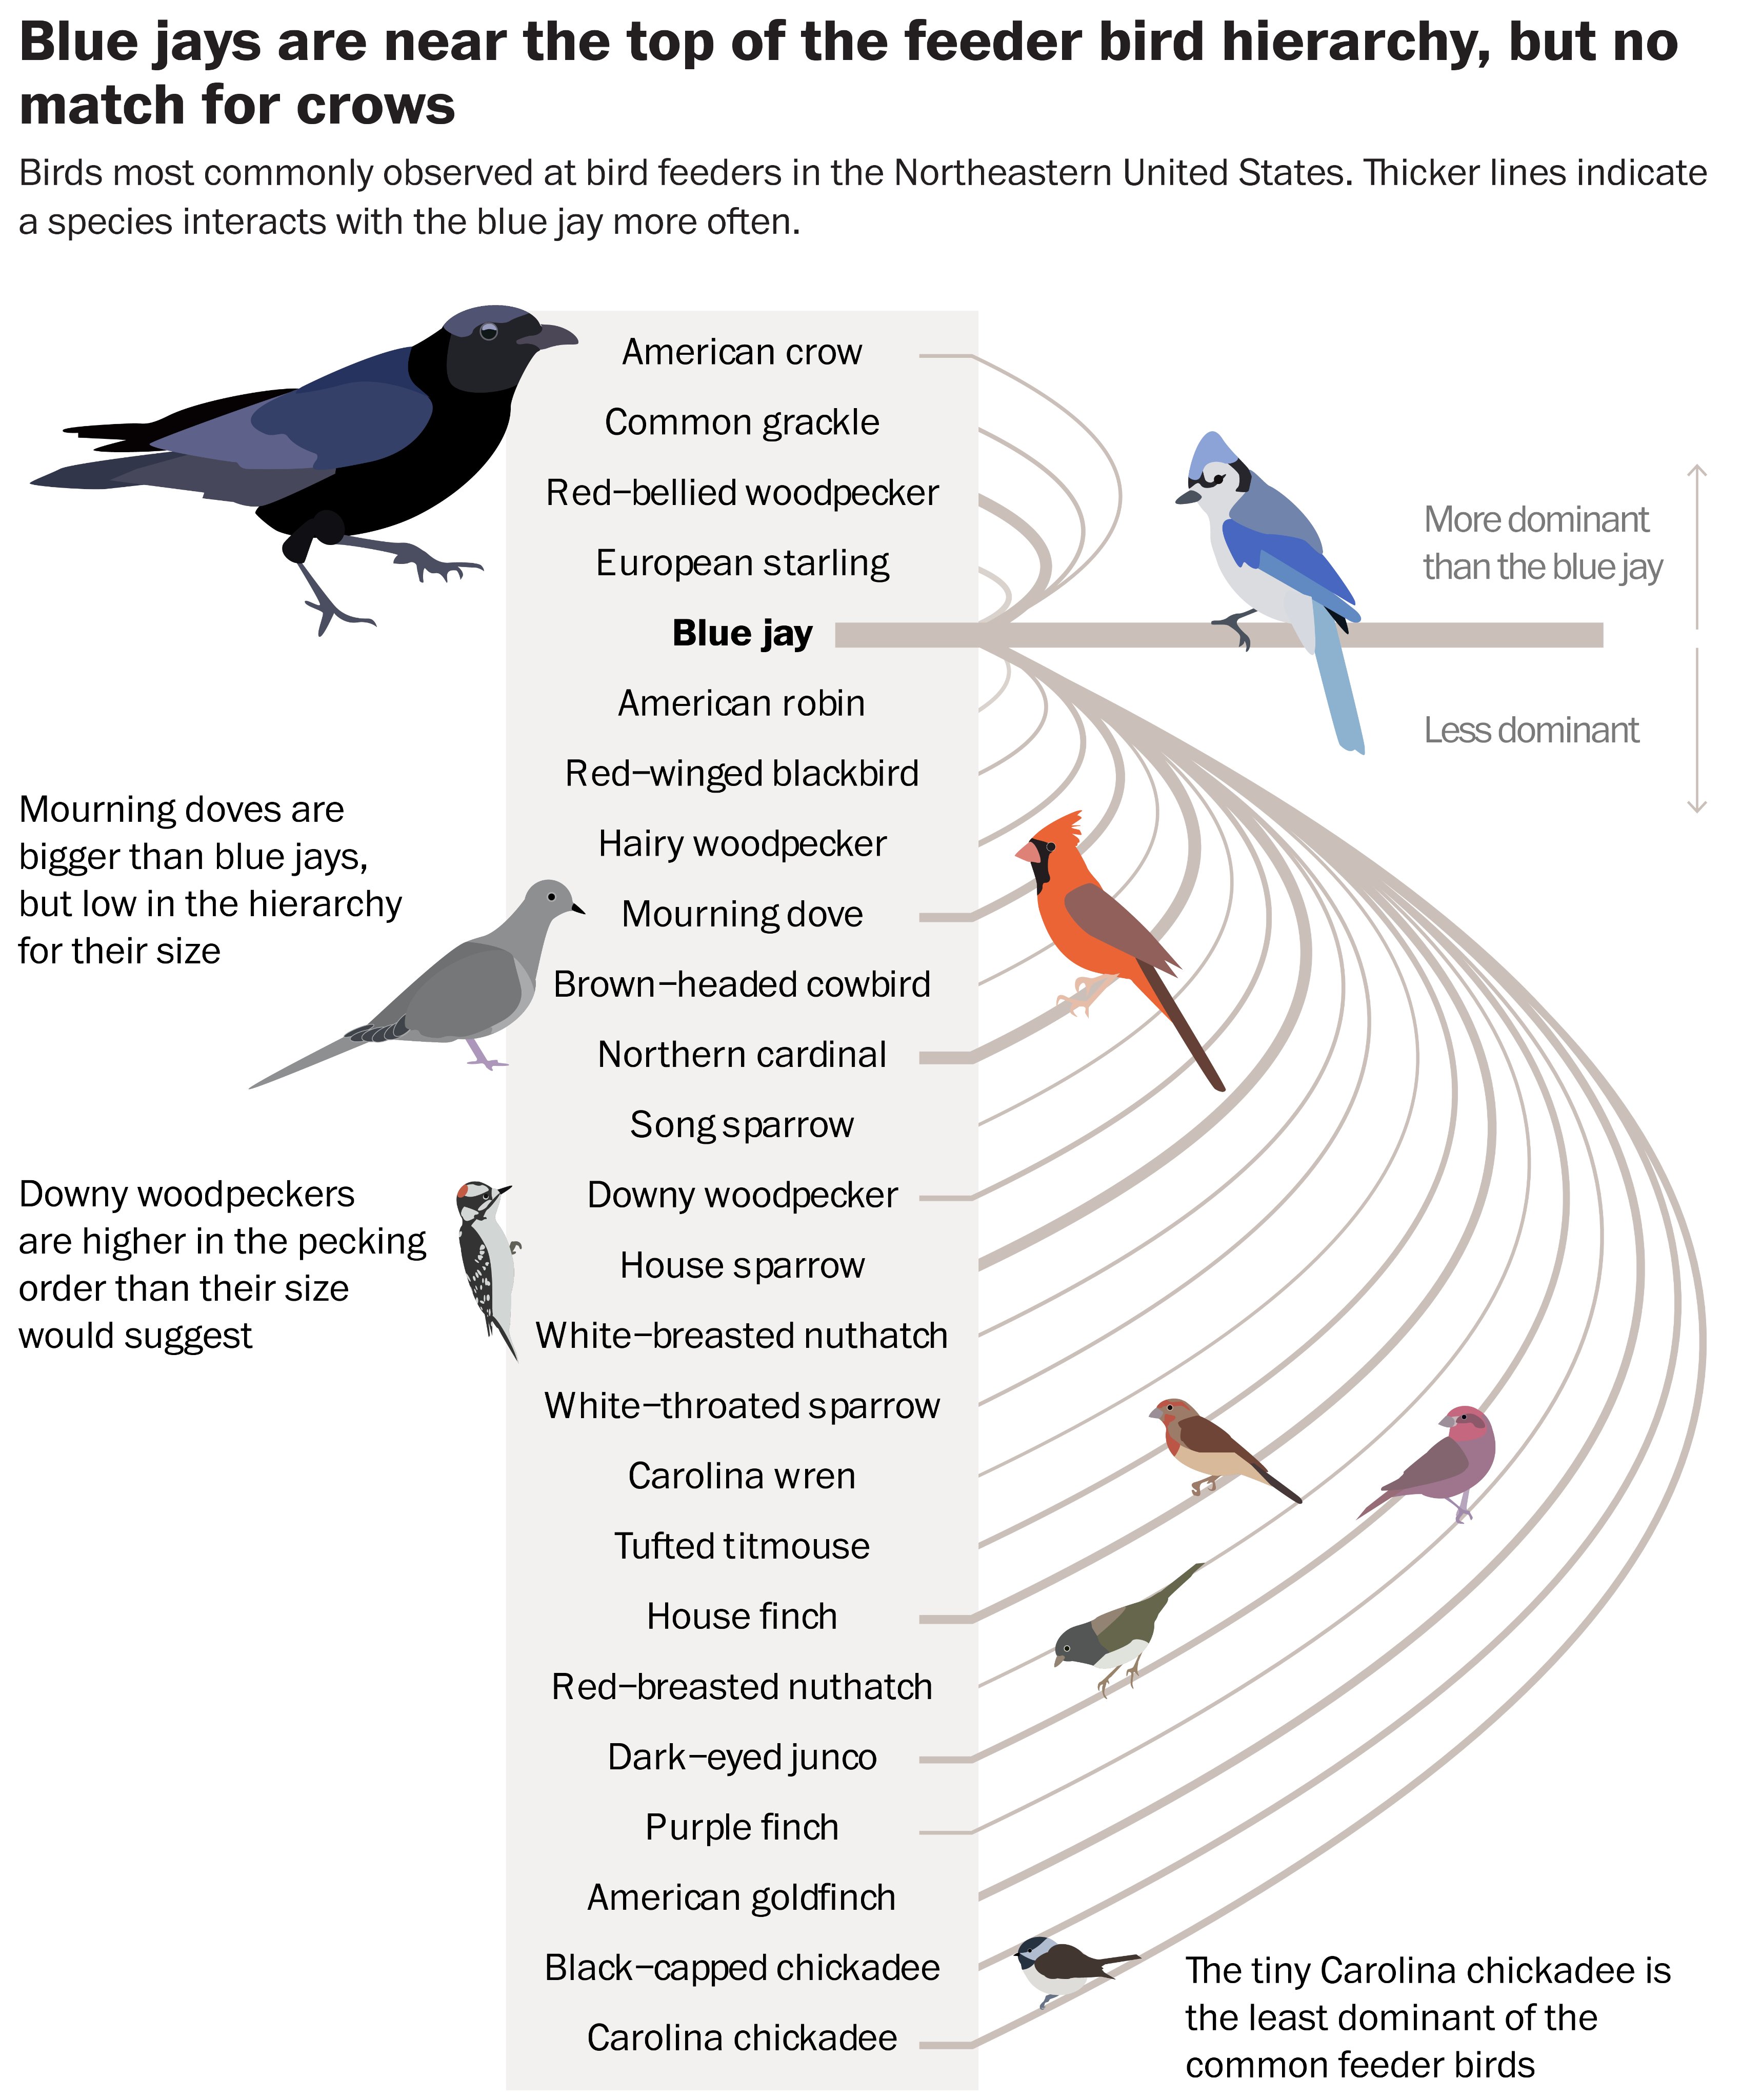 Blue jays are near the top of the feeder bird hierarchy, but no
match for crows
Birds most commonly observed at bird feeders in the Northeastern United States. Thicker lines indicate
a species interacts with the blue jay more often.
American crow
Common grackle
Red−bellied woodpecker
European starling
Blue jay
More dominant
than the blue jay
Less dominant
American robin
Red−winged blackbird
Hairy woodpecker
Mourning doves are
bigger than blue jays,
but low in the hierarchy
for their size
Mourning dove
Brown−headed cowbird
Northern cardinal
Song sparrow
Downy woodpeckers
are higher in the pecking
order than their size
would suggest
Downy woodpecker
House sparrow
White−breasted nuthatch
White−throated sparrow
Carolina wren
Tufted titmouse
House finch
Red−breasted nuthatch
Dark−eyed junco
Purple finch
American goldfinch
Black−capped chickadee
Carolina chickadee
The tiny Carolina chickadee is
the least dominant of the
common feeder birds